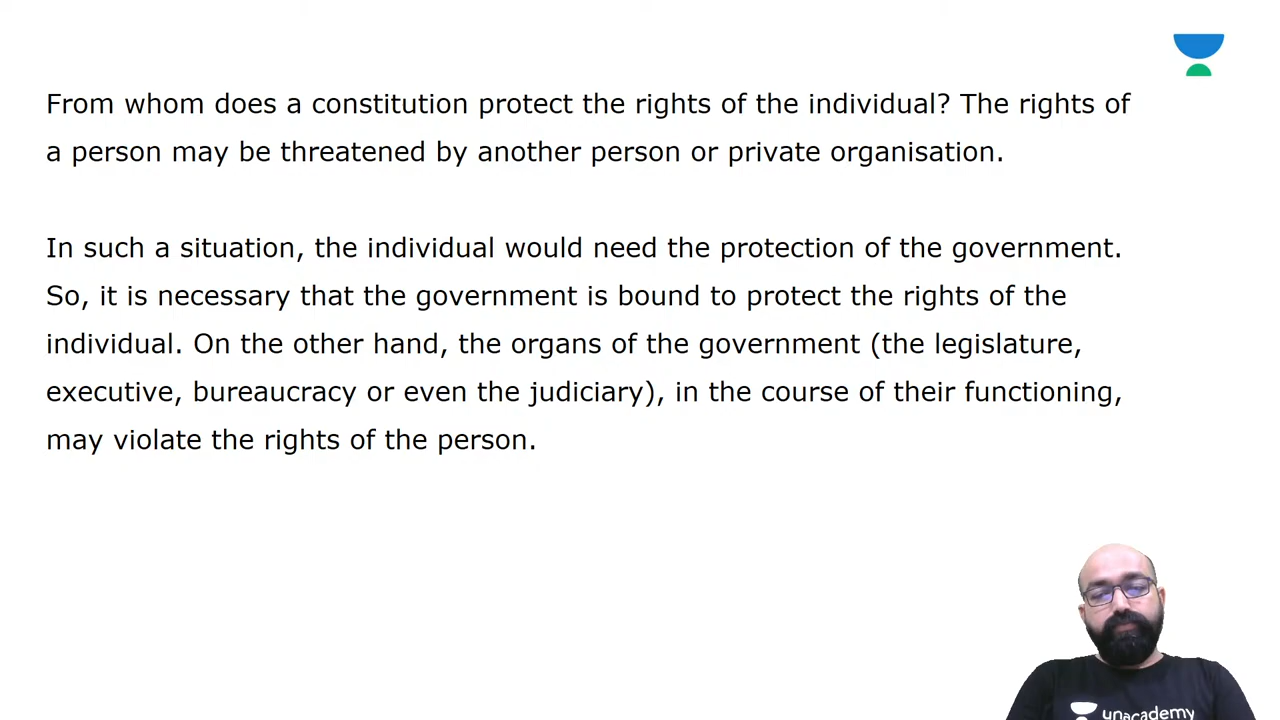 From whom does a constitution protect the rights of the individual? The rights of
a person may be threatened by another person or private organisation.
In such a situation, the individual would need the protection of the government.
So, it is necessary that the government is bound to protect the rights of the
individual. On the other hand, the organs of the government (the legislature,
executive, bureaucracy or even the judiciary), in the course of their functioning,
may violate the rights of the person.
unacademy